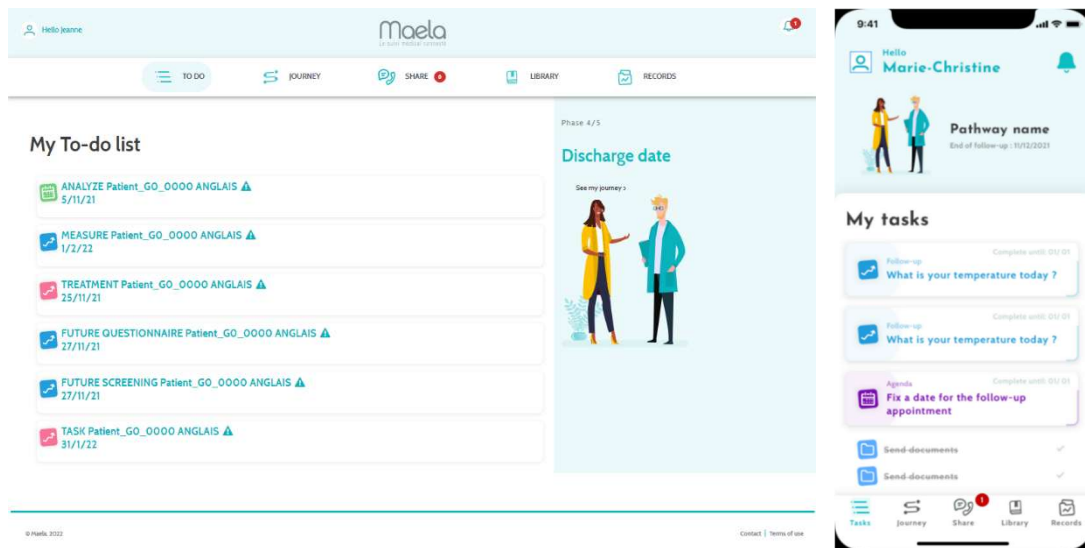 Hello Jeanne
Maela
Le suivi médical connecté
1
TO DO
JOURNEY
SHARE 6
LIBRARY
RECORDS
My To-do list
ANALYZE Patient_GO_0000 ANGLAIS
5/11/21
MEASURE Patient_GO_0000 ANGLAIS
1/2/22
TREATMENT Patient_GO_0000 ANGLAIS
25/11/21
FUTURE QUESTIONNAIRE Patient_GO_0000 ANGLAIS
27/11/21
FUTURE SCREENING Patient_GO_0000 ANGLAIS
27/11/21
TASK Patient_GO_0000 ANGLAIS
31/1/22
Phase 4/5
Discharge date
See my journey >
© Maela, 2022
Contact | Terms of use
9:41
Hello
Marie-Christine
Pathway name
End of follow-up : 11/12/2021
My tasks
Complete until: 01/01
Follow-up
What is your temperature today ?
Complete until: 01/01
Follow-up
What is your temperature today ?
Complete until: 01/01
Agenda
Fix a date for the follow-up
appointment
Send documents
Send documents
1
Tasks
Journey
Share
Library
Records